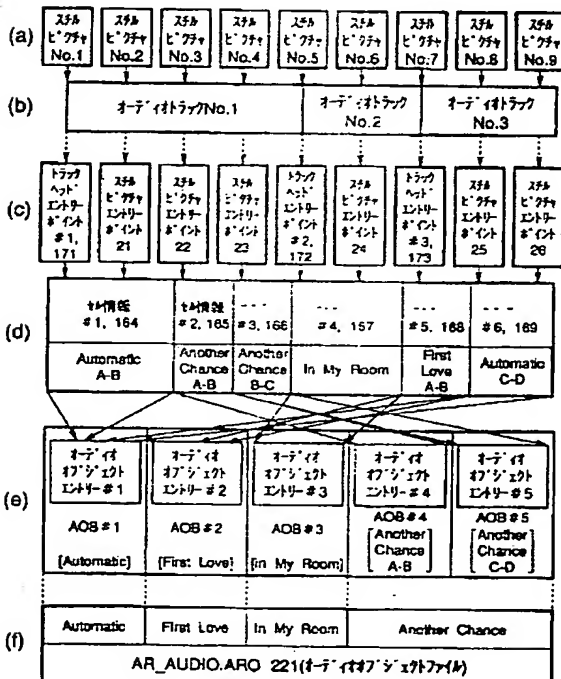 (a)
スチル ピクチャ No.1
スチル ピクチャ No.2
スチル ピクチャ No.3
スチル ピクチャ No.4
スチル ピクチャ No.5
スチル ピクチャ No.6
スチル ピクチャ No.7
スチル ピクチャ No.8
スチル ピクチャ No.9
(b)
オーディオトラックNo.1
オーディオトラック No.2
オーディオトラック No.3
(c)
トラック ヘッド エントリー ポイント #1, 171
スチル ピクチャ エントリー ポイント 21
スチル ピクチャ エントリー ポイント 22
スチル ピクチャ エントリー ポイント 23
トラック ヘッド エントリー ポイント #2, 172
スチル ピクチャ エントリー ポイント 24
トラック ヘッド エントリー ポイント #3, 173
スチル ピクチャ エントリー ポイント 25
スチル ピクチャ エントリー ポイント 26
(d)
セル情報 #1, 164
セル情報 #2, 165
--- #3, 166
--- #4, 157
--- #5, 168
--- #6, 169
Automatic A-B
Another Chance A-B
Another Chance B-C
In My Room
First Love A-B
Automatic C-D
(e)
オーディオ オブジェクト エントリー#1
オーディオ オブジェクト エントリー#2
オーディオ オブジェクト エントリー#3
オーディオ オブジェクト エントリー#4
オーディオ オブジェクト エントリー#5
AOB#1 [Automatic]
AOB#2 [First Love]
AOB#3 [In My Room]
AOB#4 [Another Chance A-B]
AOB#5 [Another Chance C-D]
(f)
Automatic
First Love
In My Room
Another Chance
AR_AUDIO.ARO 221(オーディオオブジェクトファイル)